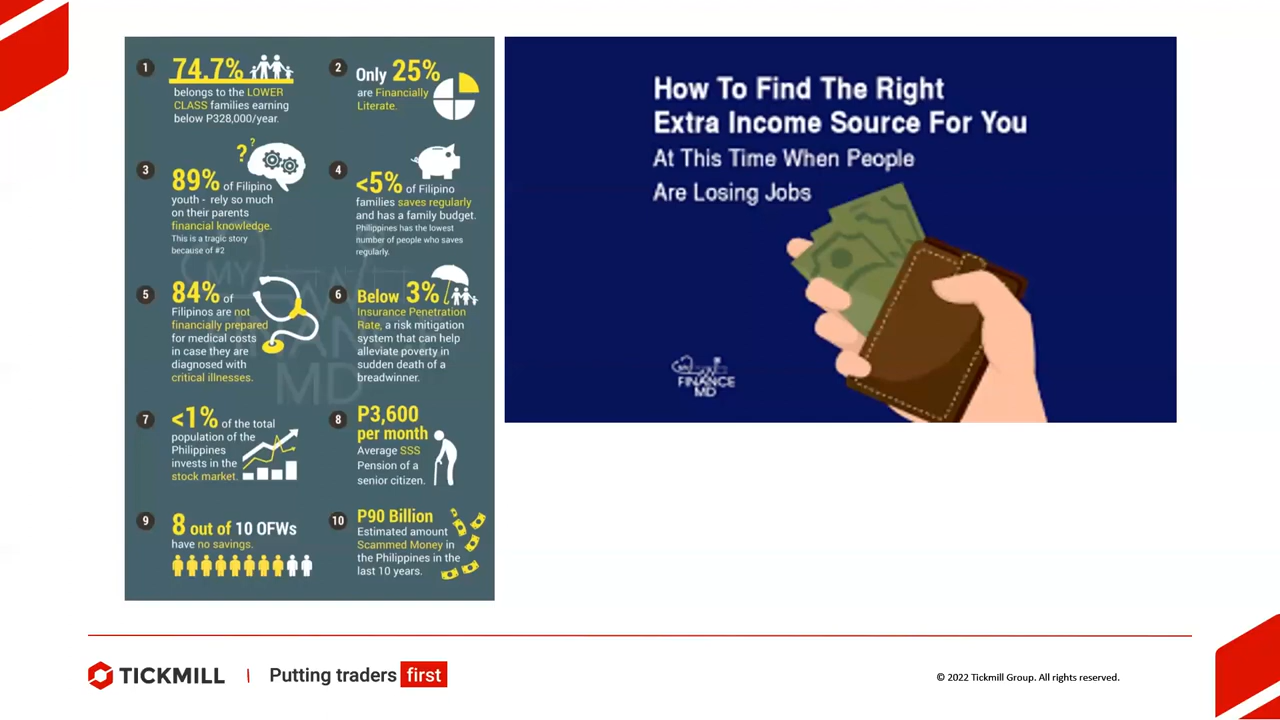 1
74.7%
belongs to the LOWER
CLASS families earning
below P328,000/year.
2
Only 25%
are Financially
Literate.
3
? ?
89% of Filipino
youth - rely so much
on their parents
financial knowledge.
This is a tragic story
because of #2
4
<5% of Filipino
families saves regularly
and has a family budget.
Philipines has the lowest
number of people who saves
regularly.
5
84% of
Filipinos are not
financially prepared
for medical costs
in case they are
diagnosed with
critical illnesses.
6
Below 3%
Insurance Penetration
Rate, a risk mitigation
system that can help
alleviate poverty in
sudden death of a
breadwinner.
7
<1% of the total
population of the
Philippines
invests in the
stock market.
8
P3,600
per month
Average SSS
Pension of a
senior citizen.
9
8 out of 10 OFWs
have no savings.
10
P90 Billion
Estimated amount
Scammed Money in
the Philippines in the
last 10 years.
MY
FINANCE
MD
How To Find The Right
Extra Income Source For You
At This Time When People
Are Losing Jobs
MY
FINANCE
MD
TICKMILL | Putting traders first
© 2022 Tickmill Group. All rights reserved.